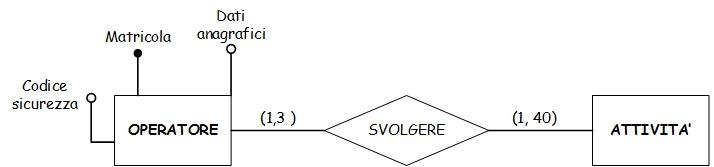 Dati
anagrafici
Matricola
Codice
sicurezza
OPERATORE
(1,3 )
SVOLGERE
(1, 40)
ATTIVITA'